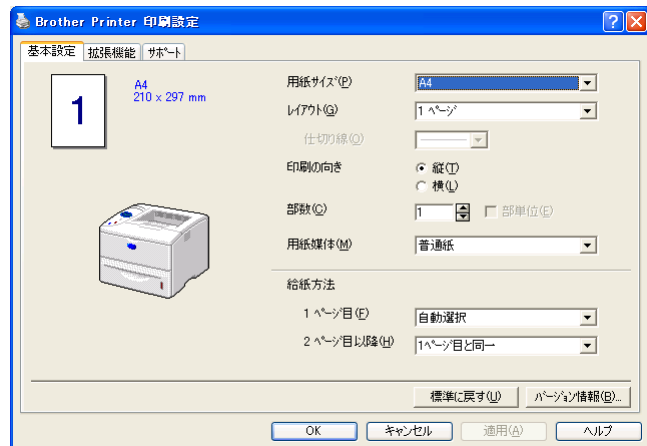 Brother Printer 印刷設定
基本設定 拡張機能 サポート
A4
210 x 297 mm
1
用紙サイズ(P) A4
レイアウト(G) 1 ページ
仕切り線(O)
印刷の向き 縦(T)
横(L)
部数(C) 1 部単位(E)
用紙媒体(M) 普通紙
給紙方法
1 ページ目(F) 自動選択
2 ページ目以降(H) 1ページ目と同一
標準に戻す(U) バージョン情報(B)...
OK キャンセル 適用(A) ヘルプ